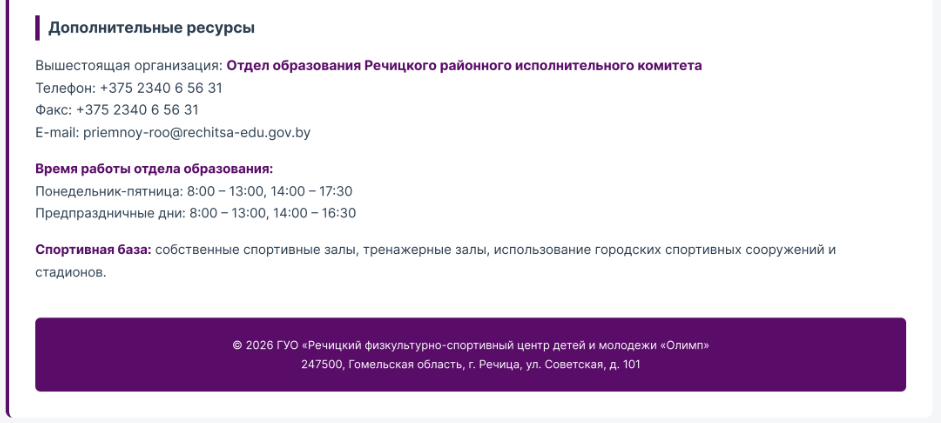 Дополнительные ресурсы
Вышестоящая организация: Отдел образования Речицкого районного исполнительного комитета
Телефон: +375 2340 6 56 31
Факс: +375 2340 6 56 31
E-mail: priemnoy-roo@rechitsa-edu.gov.by
Время работы отдела образования:
Понедельник-пятница: 8:00 – 13:00, 14:00 – 17:30
Предпраздничные дни: 8:00 – 13:00, 14:00 – 16:30
Спортивная база: собственные спортивные залы, тренажерные залы, использование городских спортивных сооружений и
стадионов.
© 2026 ГУО «Речицкий физкультурно-спортивный центр детей и молодежи «Олимп»
247500, Гомельская область, г. Речица, ул. Советская, д. 101